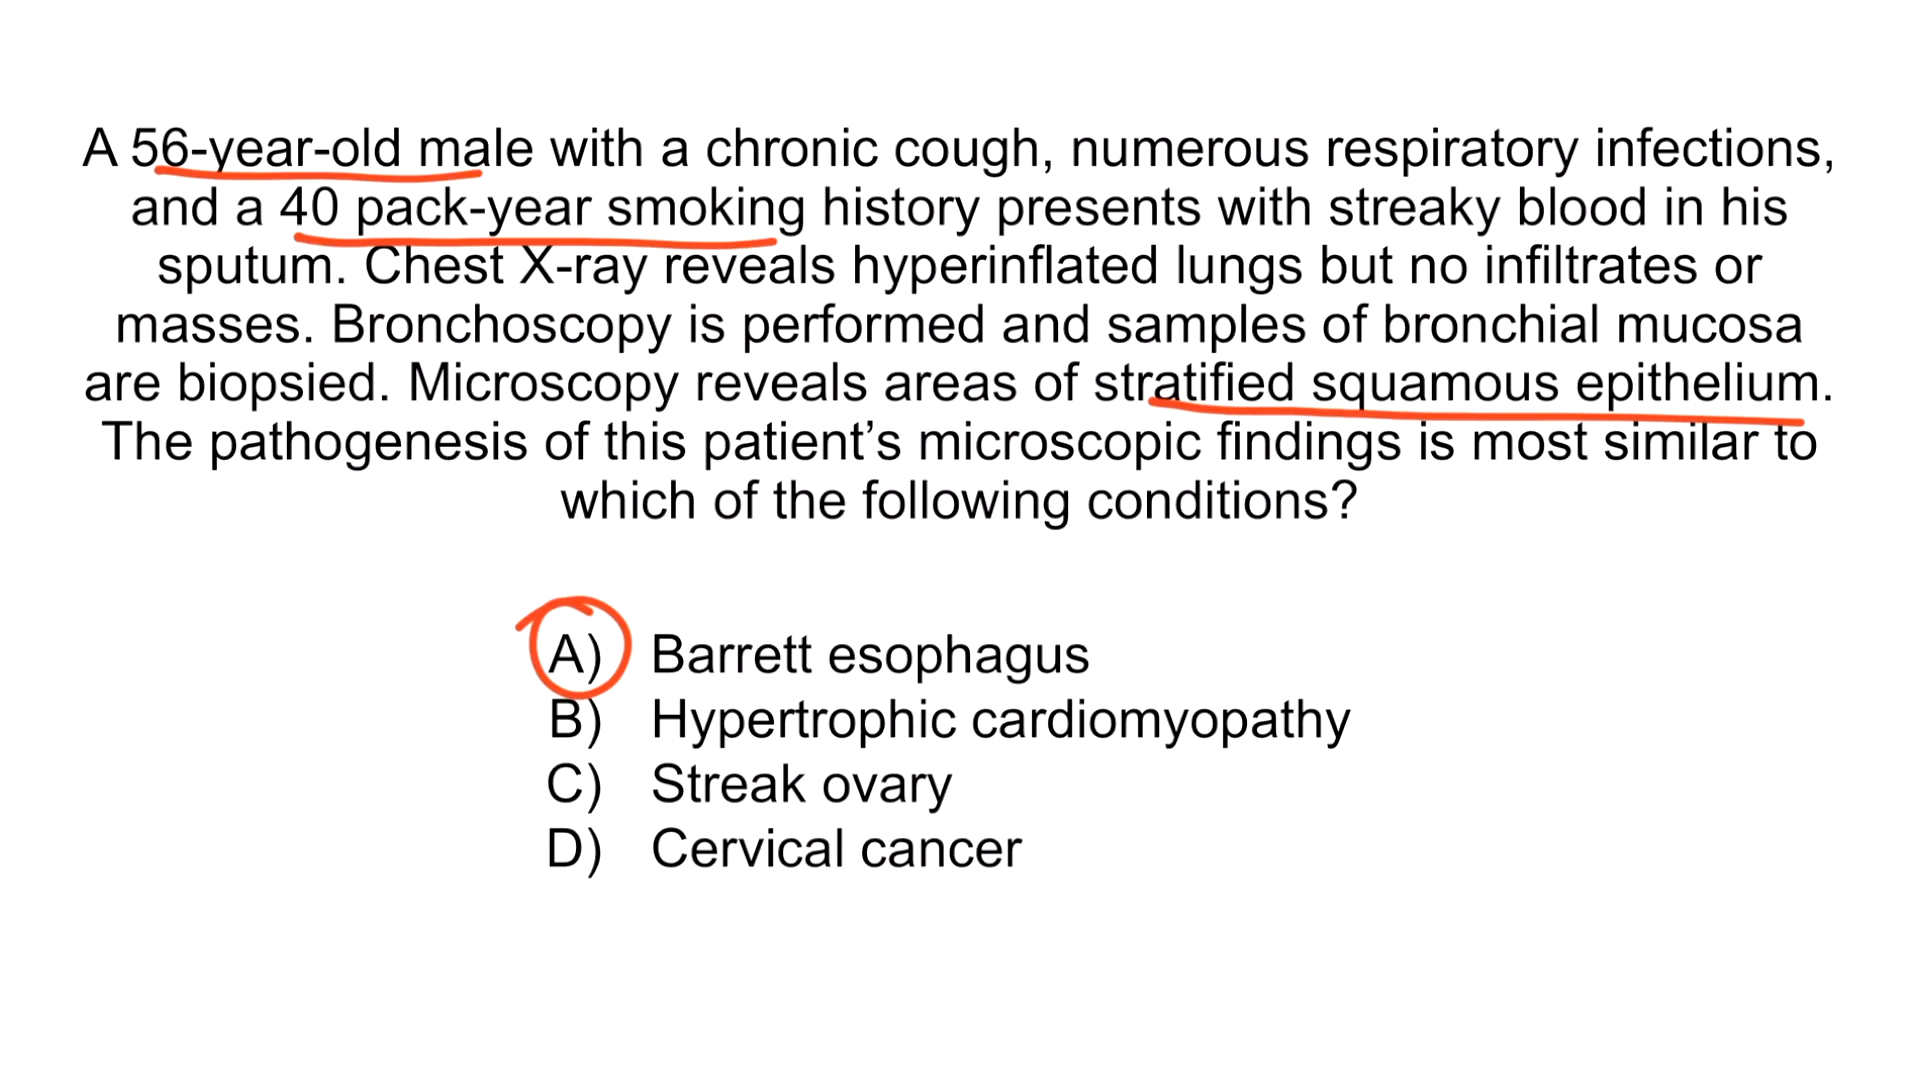 A 56-year-old male with a chronic cough, numerous respiratory infections,
and a 40 pack-year smoking history presents with streaky blood in his
sputum. Chest X-ray reveals hyperinflated lungs but no infiltrates or
masses. Bronchoscopy is performed and samples of bronchial mucosa
are biopsied. Microscopy reveals areas of stratified squamous epithelium.
The pathogenesis of this patient’s microscopic findings is most similar to
which of the following conditions?
A) Barrett esophagus
B) Hypertrophic cardiomyopathy
C) Streak ovary
D) Cervical cancer